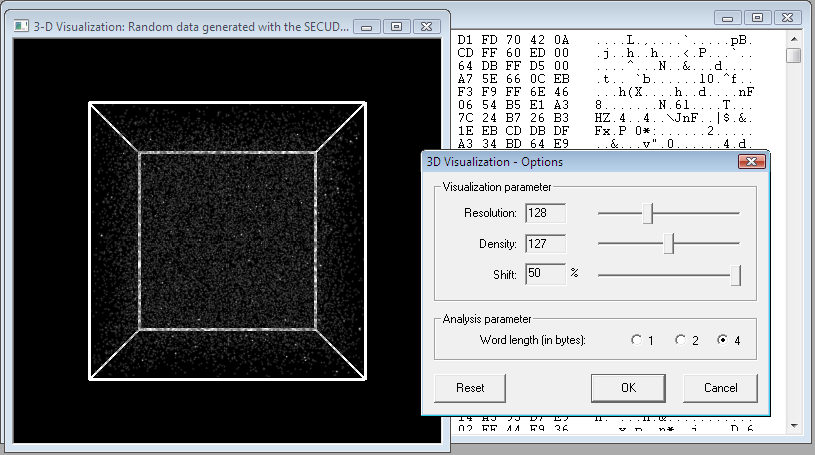 3-D Visualization: Random data generated with the SECUD...
D1 FD 70 42 0A ....L.,.....`.....pB.
CD FF 60 ED 00 .j..h..h...<.P...`..
64 DB FF D5 00 ....^...N..&...d....
A7 5E 66 0C EB .t...`b......l0.^f..
F3 F9 FF 6E 46 ...h(X....h..d....nF
06 54 B5 E1 A3 8.......N.6l....T...
7C 24 B7 26 B3 HZ.4..4..\JnF..|$.&.
1E EB CD DB DF Fx.P 0*:......2.....
A3 34 BD 64 E9 ..&...v".0......4.d.
3D Visualization - Options
Visualization parameter
Resolution: 128
Density: 127
Shift: 50 %
Analysis parameter
Word length (in bytes): 1 2 4
Reset OK Cancel